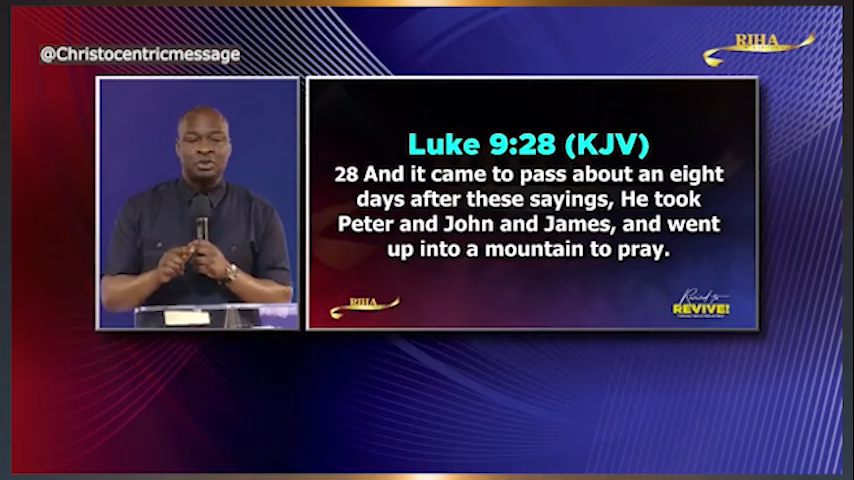 @Christocentricmessage
RIHA
Luke 9:28 (KJV)
28 And it came to pass about an eight
days after these sayings, He took
Peter and John and James, and went
up into a mountain to pray.
RIHA
REVIVE!